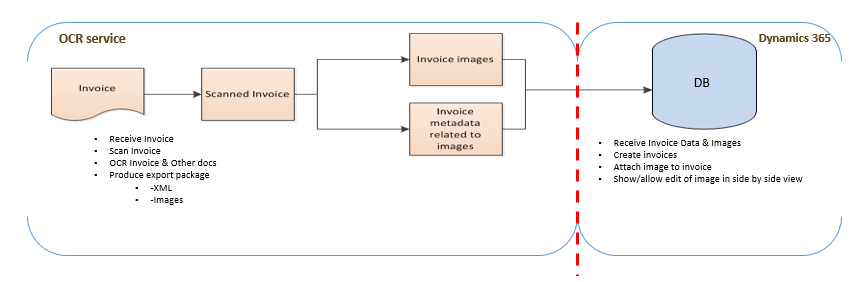 OCR service
Dynamics 365
Invoice
Scanned Invoice
Invoice images
Invoice
metadata
related to
images
DB
• Receive Invoice
• Scan Invoice
• OCR Invoice & Other docs
• Produce export package
• -XML
• -Images
• Receive Invoice Data & Images
• Create invoices
• Attach image to invoice
• Show/allow edit of image in side by side view